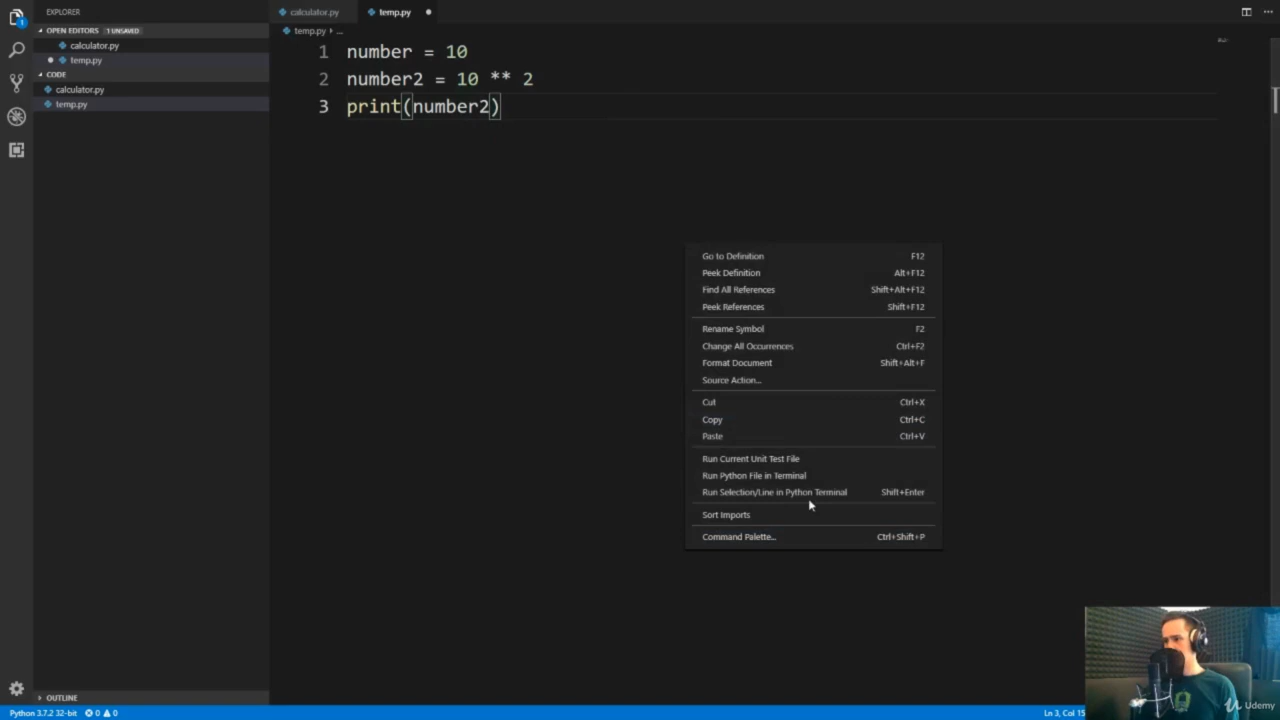 EXPLORER
OPEN EDITORS 1 UNSAVED
calculator.py
temp.py
CODE
calculator.py
temp.py
OUTLINE
calculator.py temp.py
temp.py ...
1 number = 10
2 number2 = 10 ** 2
3 print(number2)
Go to Definition F12
Peek Definition Alt+F12
Find All References Shift+Alt+F12
Peek References Shift+F12
Rename Symbol F2
Change All Occurrences Ctrl+F2
Format Document Shift+Alt+F
Source Action...
Cut Ctrl+X
Copy Ctrl+C
Paste Ctrl+V
Run Current Unit Test File
Run Python File in Terminal
Run Selection/Line in Python Terminal Shift+Enter
Sort Imports
Command Palette... Ctrl+Shift+P
Udemy
Python 3.7.2 32-bit 0 0 Ln 3, Col 15
1